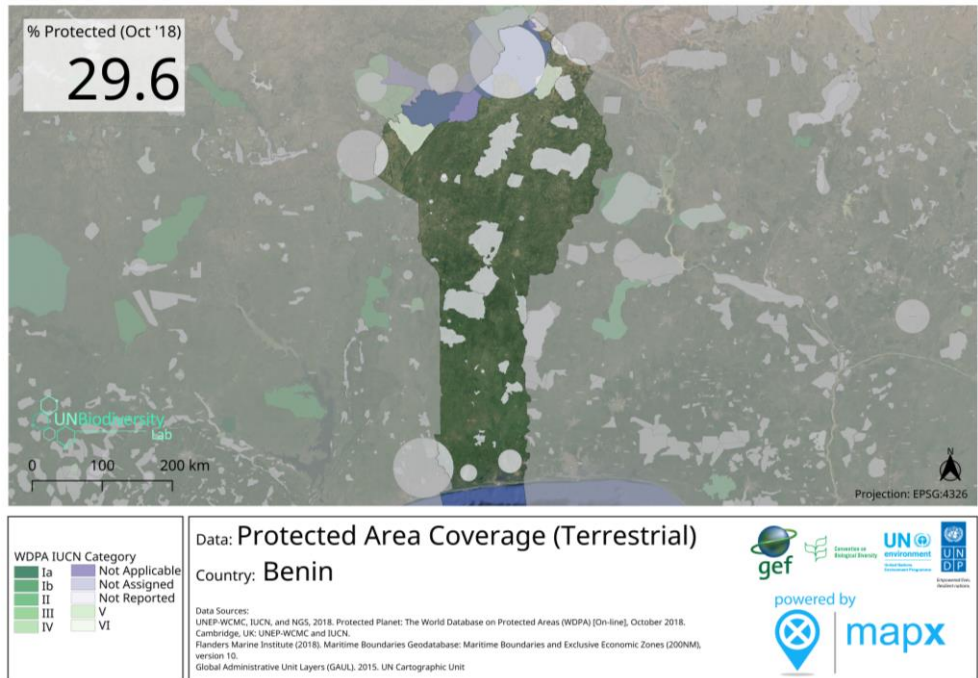 % Protected (Oct '18)
29.6
UNBiodiversity
Lab
0 100 200 km
N
Projection: EPSG:4326
WDPA IUCN Category
Ia
Ib
II
III
IV
Not Applicable
Not Assigned
Not Reported
V
VI
Data: Protected Area Coverage (Terrestrial)
Country: Benin
Data Sources:
UNEP-WCMC, IUCN, and NGS, 2018. Protected Planet: The World Database on Protected Areas (WDPA) [On-line], October 2018.
Cambridge, UK: UNEP-WCMC and IUCN.
Flanders Marine Institute (2018). Maritime Boundaries Geodatabase: Maritime Boundaries and Exclusive Economic Zones (200NM),
version 10.
Global Administrative Unit Layers (GAUL). 2015. UN Cartographic Unit
gef
Convention on
Biological Diversity
UN
environment
United Nations
Environment Programme
U N
D P
Empowered lives.
Resilient nations.
powered by
mapx